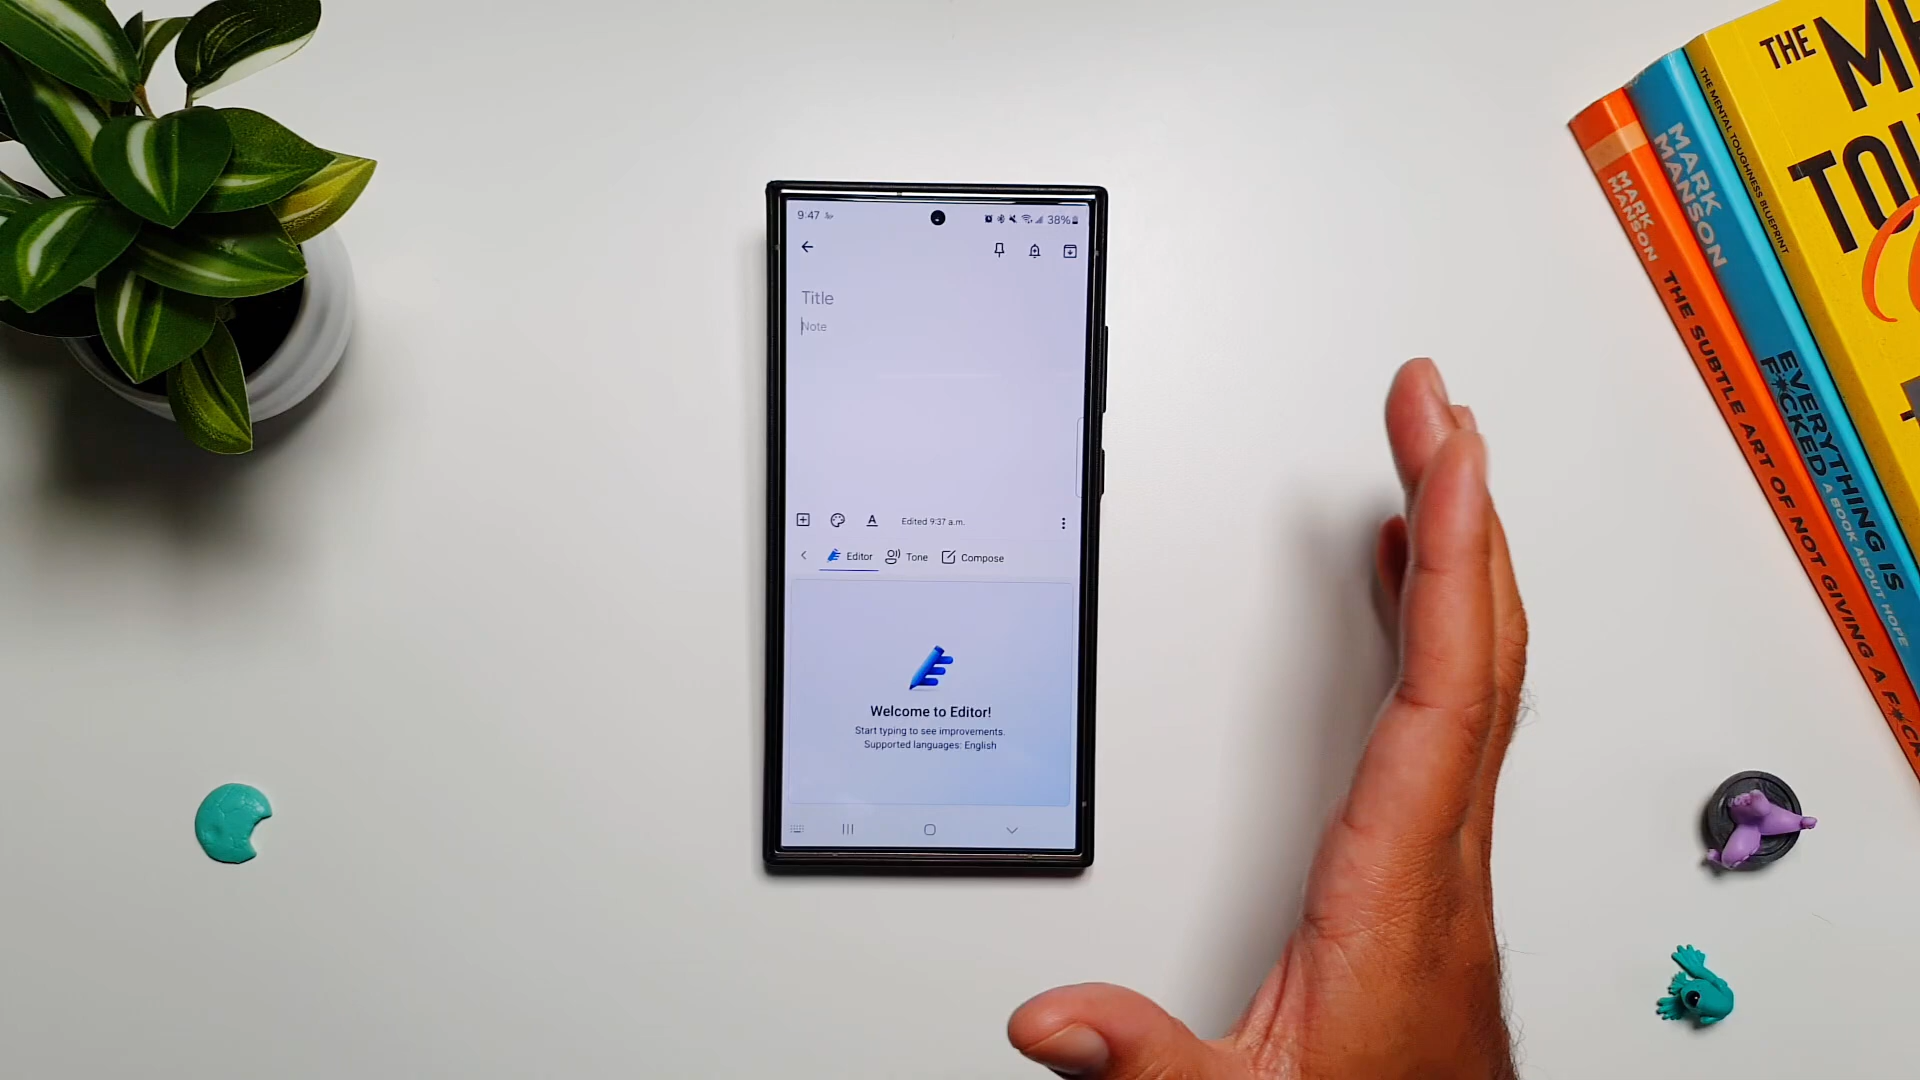 9:47
38%
Title
Note
Edited 9:37 a.m.
Editor
Tone
Compose
Welcome to Editor!
Start typing to see improvements.
Supported languages: English
MARK
MANSON
THE SUBTLE ART OF NOT GIVING A F
CK
MARK
MANSON
EVERYTHING IS
F*CKED
A BOOK ABOUT HOPE
THE MENTAL TOUGHNESS BLUEPRINT
THE